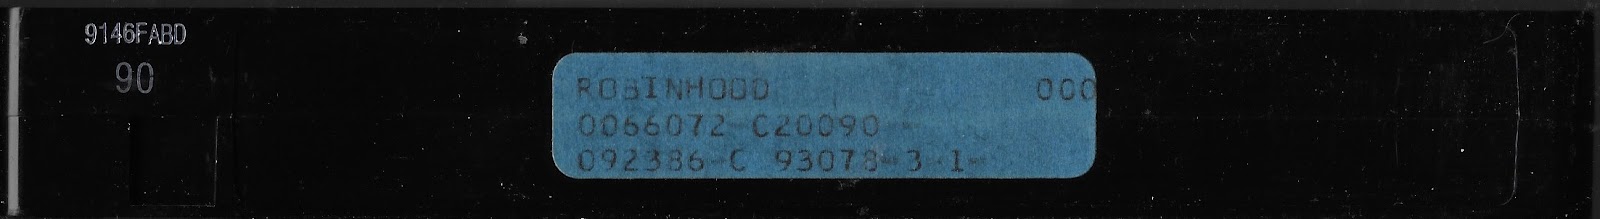 9146FABD
90
ROBINHOOD 000
0066072-C20090 -
092386-C 93078-3-1-